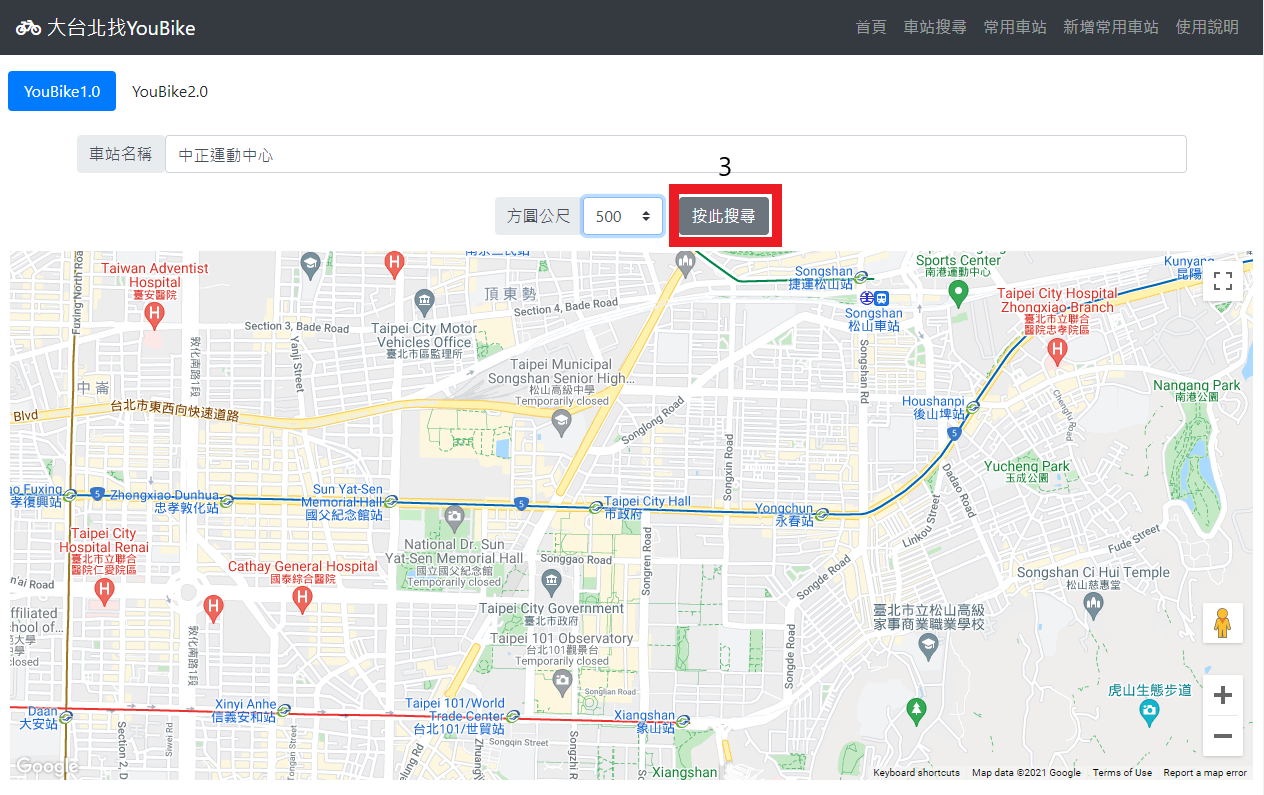 大台北找YouBike
首頁 車站搜尋 常用車站 新增常用車站 使用說明
YouBike1.0 YouBike2.0
車站名稱 中正運動中心
3
方圓公尺 500 按此搜尋
Taiwan Adventist
Hospital
臺安醫院
Fuxing North Road
Section 3, Bade Road
敦化南路1段
Yanji Street
中崙
Blvd
台北市東西向快速道路
頂東勢
Section 4, Bade Road
Taipei City Motor
Vehicles Office
臺北市區監理所
Taipei Municipal
Songshan Senior High...
松山高級中學
Temporarily closed
Songlong Road
Songshan
捷運松山站
Songshan
松山車站
Songshan Rd
Songxin Road
Sports Center
南港運動中心
Kunyang
昆陽
Taipei City Hospital
Zhongxiao Branch
臺北市立聯合
醫院忠孝院區
Houshanpi
後山埤站
5
Chengfu Road
Nangang Park
南港公園
Yucheng Park
玉成公園
Dadao Road
Linkou Street
Fude Street
ao Fuxing
孝復興站
5
Zhongxiao Dunhua
忠孝敦化站
Sun Yat-Sen
Memorial Hall
國父紀念館站
5
Taipei City Hall
市政府
Yongchun
永春站
Taipei City
Hospital Renai
臺北市立聯合
醫院仁愛院區
National Dr. Sun
Yat-Sen Memorial Hall
國立國父紀念館
Temporarily closed
Cathay General Hospital
國泰綜合醫院
Songgao Road
Songren Road
Songde Road
Songde Road
n'ai Road
ffiliated
hool of...
範大學
closed
敦化南路1段
Taipei City Government
臺北市政府
Taipei 101 Observatory
台北101觀景台
Temporarily closed
Songlian Road
Songshan Ci Hui Temple
松山慈惠堂
臺北市立松山高級
家事商業職業學校
虎山生態步道
Daan
大安站
Xinyi Anhe
信義安和站
Taipei 101/World
Trade Center
台北101/世貿站
Xiangshan
象山站
Songqin Street
Songzhi Road
Siwei Rd
Section 2, D
Tongan
Zhuang
elung Rd
Xiangshan
Google
Keyboard shortcuts Map data ©2021 Google Terms of Use Report a map error